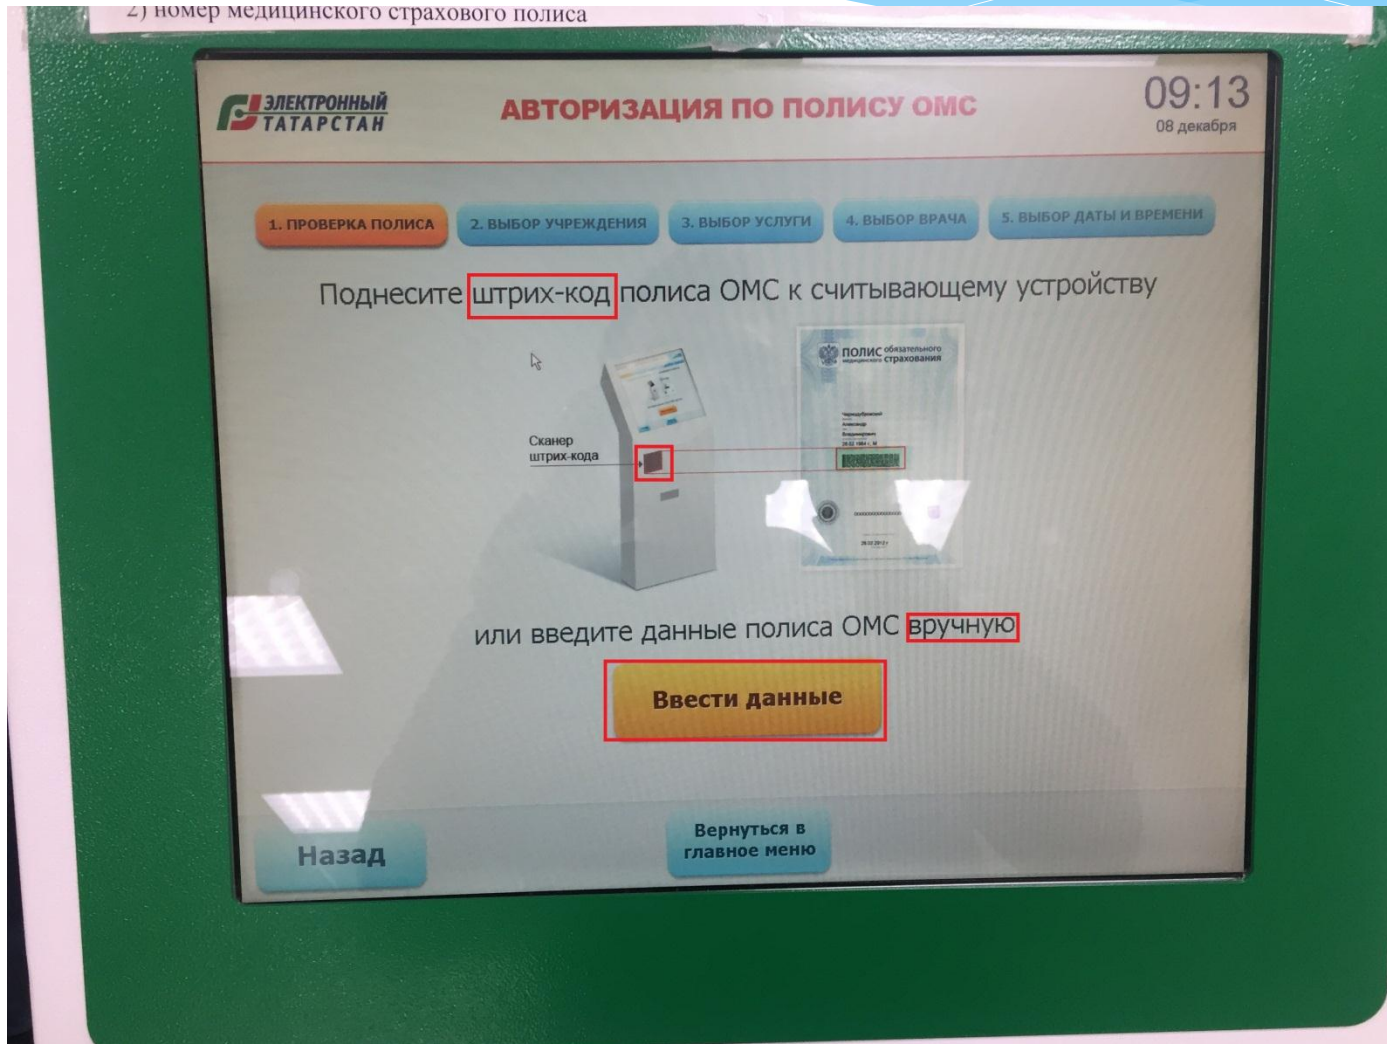 2) номер медицинского страхового полиса
ЭЛЕКТРОННЫЙ
ТАТАРСТАН
АВТОРИЗАЦИЯ ПО ПОЛИСУ ОМС
09:13
08 декабря
1. ПРОВЕРКА ПОЛИСА
2. ВЫБОР УЧРЕЖДЕНИЯ
3. ВЫБОР УСЛУГИ
4. ВЫБОР ВРАЧА
5. ВЫБОР ДАТЫ И ВРЕМЕНИ
Поднесите штрих-код полиса ОМС к считывающему устройству
ПОЛИС обязательного
медицинского страхования
Александр
Сканер
штрих-кода
или введите данные полиса ОМС вручную
Ввести данные
Назад
Вернуться в
главное меню